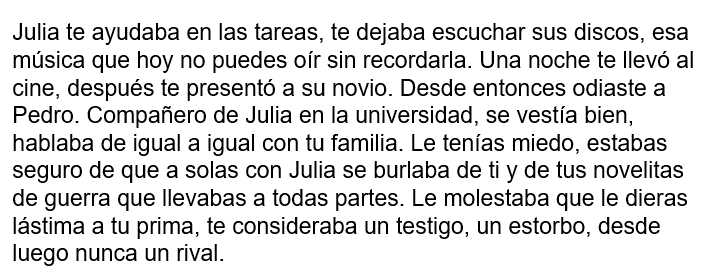 Julia te ayudaba en las tareas, te dejaba escuchar sus discos, esa
música que hoy no puedes oír sin recordarla. Una noche te llevó al
cine, después te presentó a su novio. Desde entonces odiaste a
Pedro. Compañero de Julia en la universidad, se vestía bien,
hablaba de igual a igual con tu familia. Le tenías miedo, estabas
seguro de que a solas con Julia se burlaba de ti y de tus novelitas
de guerra que llevabas a todas partes. Le molestaba que le dieras
lástima a tu prima, te consideraba un testigo, un estorbo, desde
luego nunca un rival.